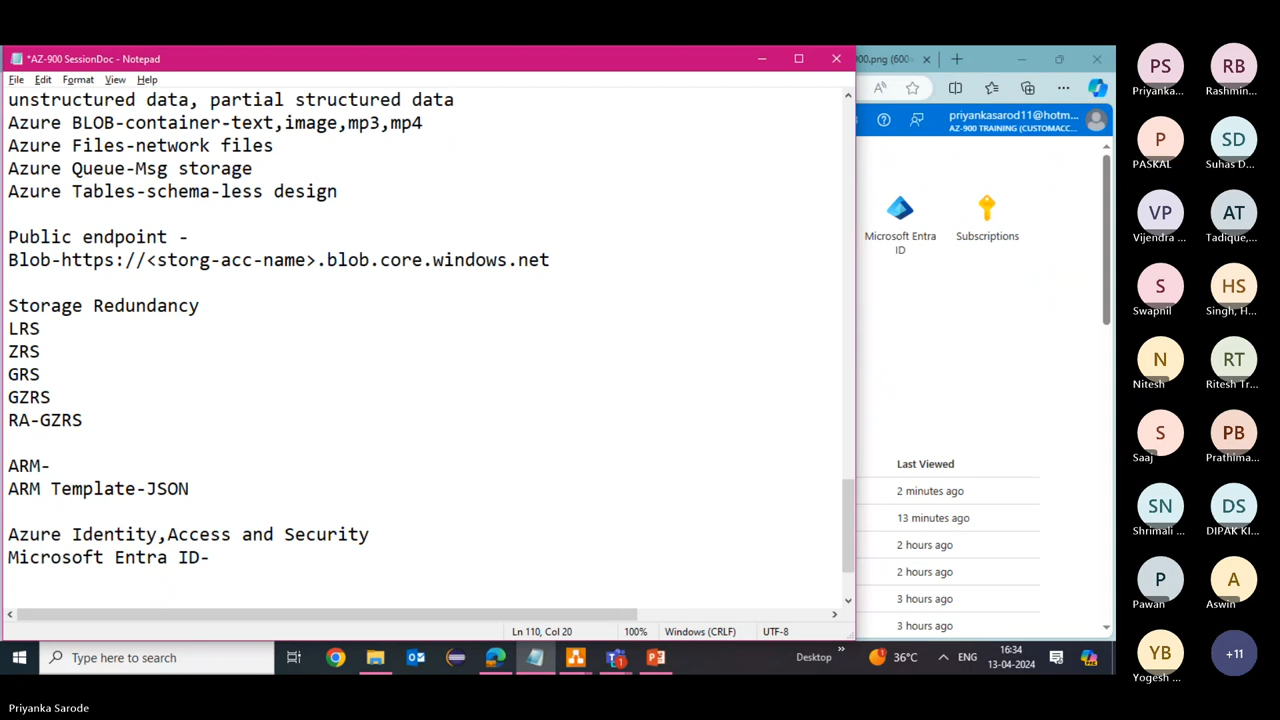 *AZ-900 SessionDoc - Notepad
File Edit Format View Help
unstructured data, partial structured data
Azure BLOB-container-text,image,mp3,mp4
Azure Files-network files
Azure Queue-Msg storage
Azure Tables-schema-less design
Public endpoint -
Blob-https://<storg-acc-name>.blob.core.windows.net
Storage Redundancy
LRS
ZRS
GRS
GZRS
RA-GZRS
ARM-
ARM Template-JSON
Azure Identity,Access and Security
Microsoft Entra ID-
Ln 110, Col 20 100% Windows (CRLF) UTF-8
00.png (600
priyankasarod11@hotm...
AZ-900 TRAINING (CUSTOMACC...
Microsoft Entra
ID
Subscriptions
Last Viewed
2 minutes ago
13 minutes ago
2 hours ago
2 hours ago
3 hours ago
3 hours ago
Type here to search
1
Desktop
36°C
ENG
16:34
13-04-2024
Priyanka Sarode
PS RB
Priyanka... Rashmin...
P SD
PASKAL Suhas D...
VP AT
Vijendra ... Tadique,...
S HS
Swapnil Singh, H...
N RT
Nitesh Ritesh Tr...
S PB
Saaj Prathima...
SN DS
Shrimali ... DIPAK KI...
P A
Pawan Aswin
YB +11
Yogesh ...